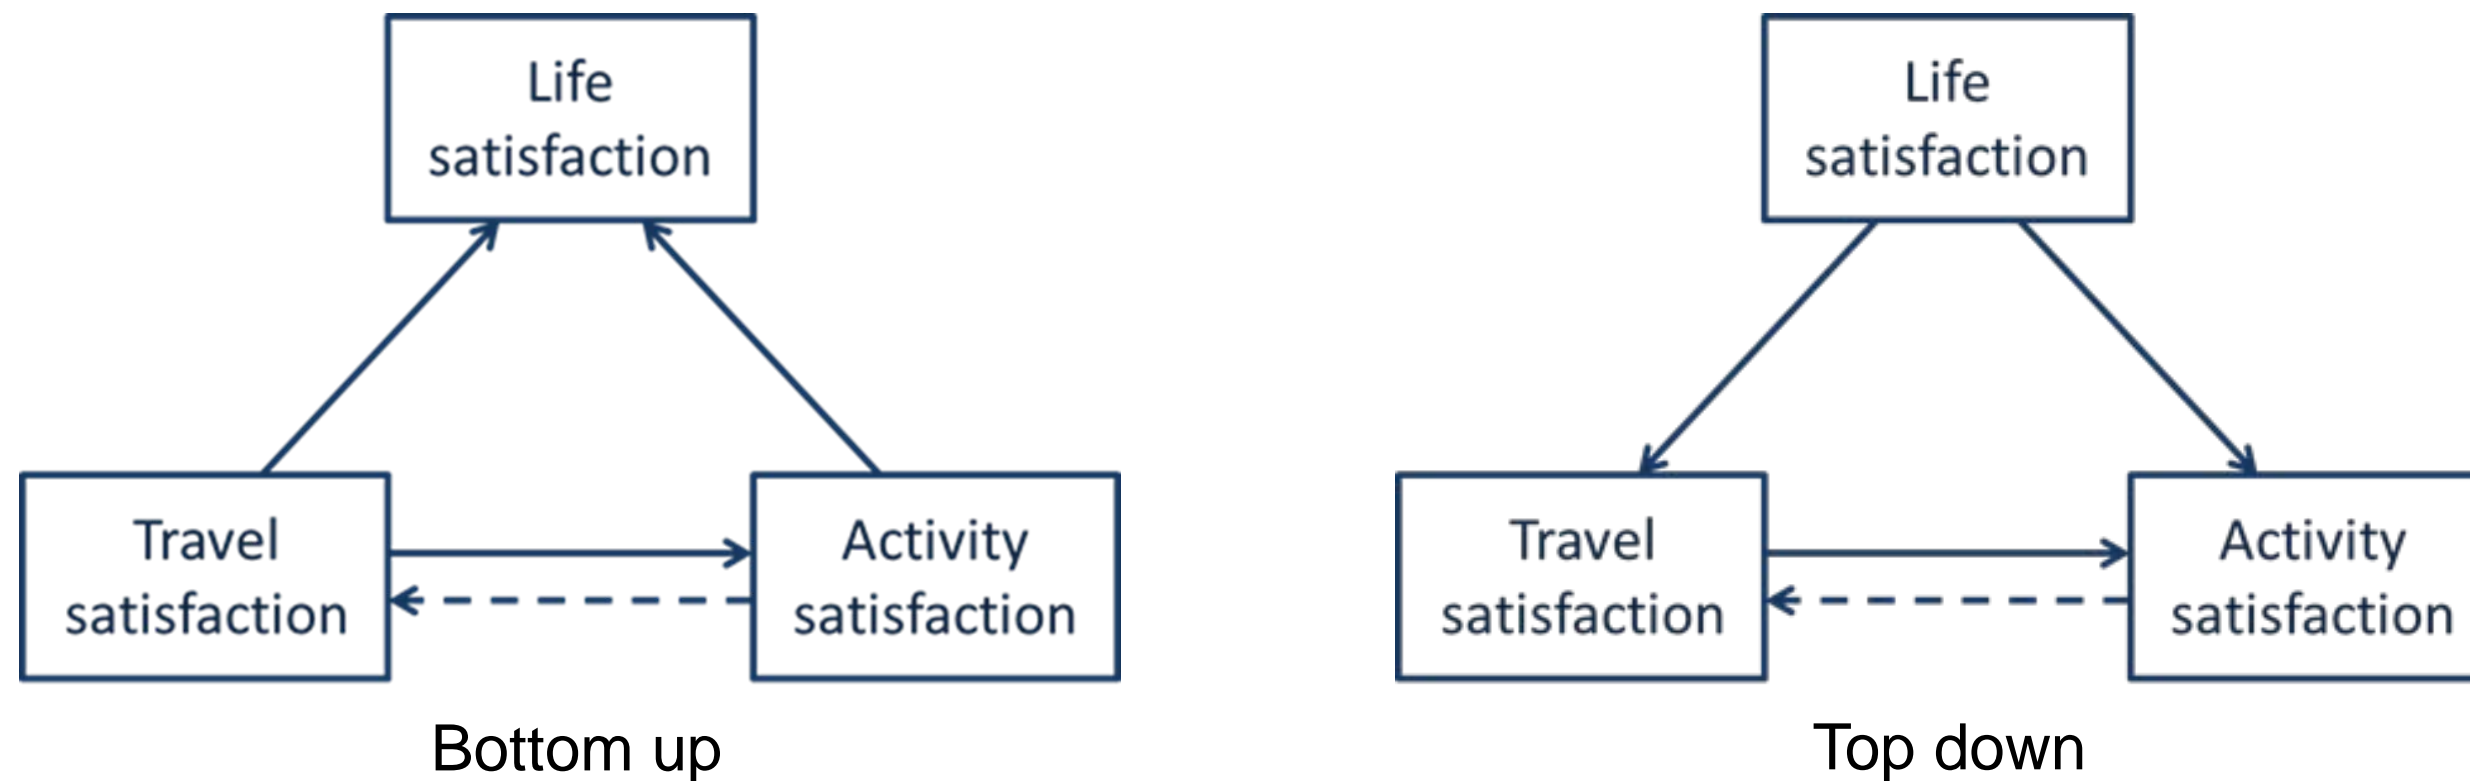 Life
satisfaction
Travel
satisfaction
Activity
satisfaction
Bottom up
Life
satisfaction
Travel
satisfaction
Activity
satisfaction
Top down